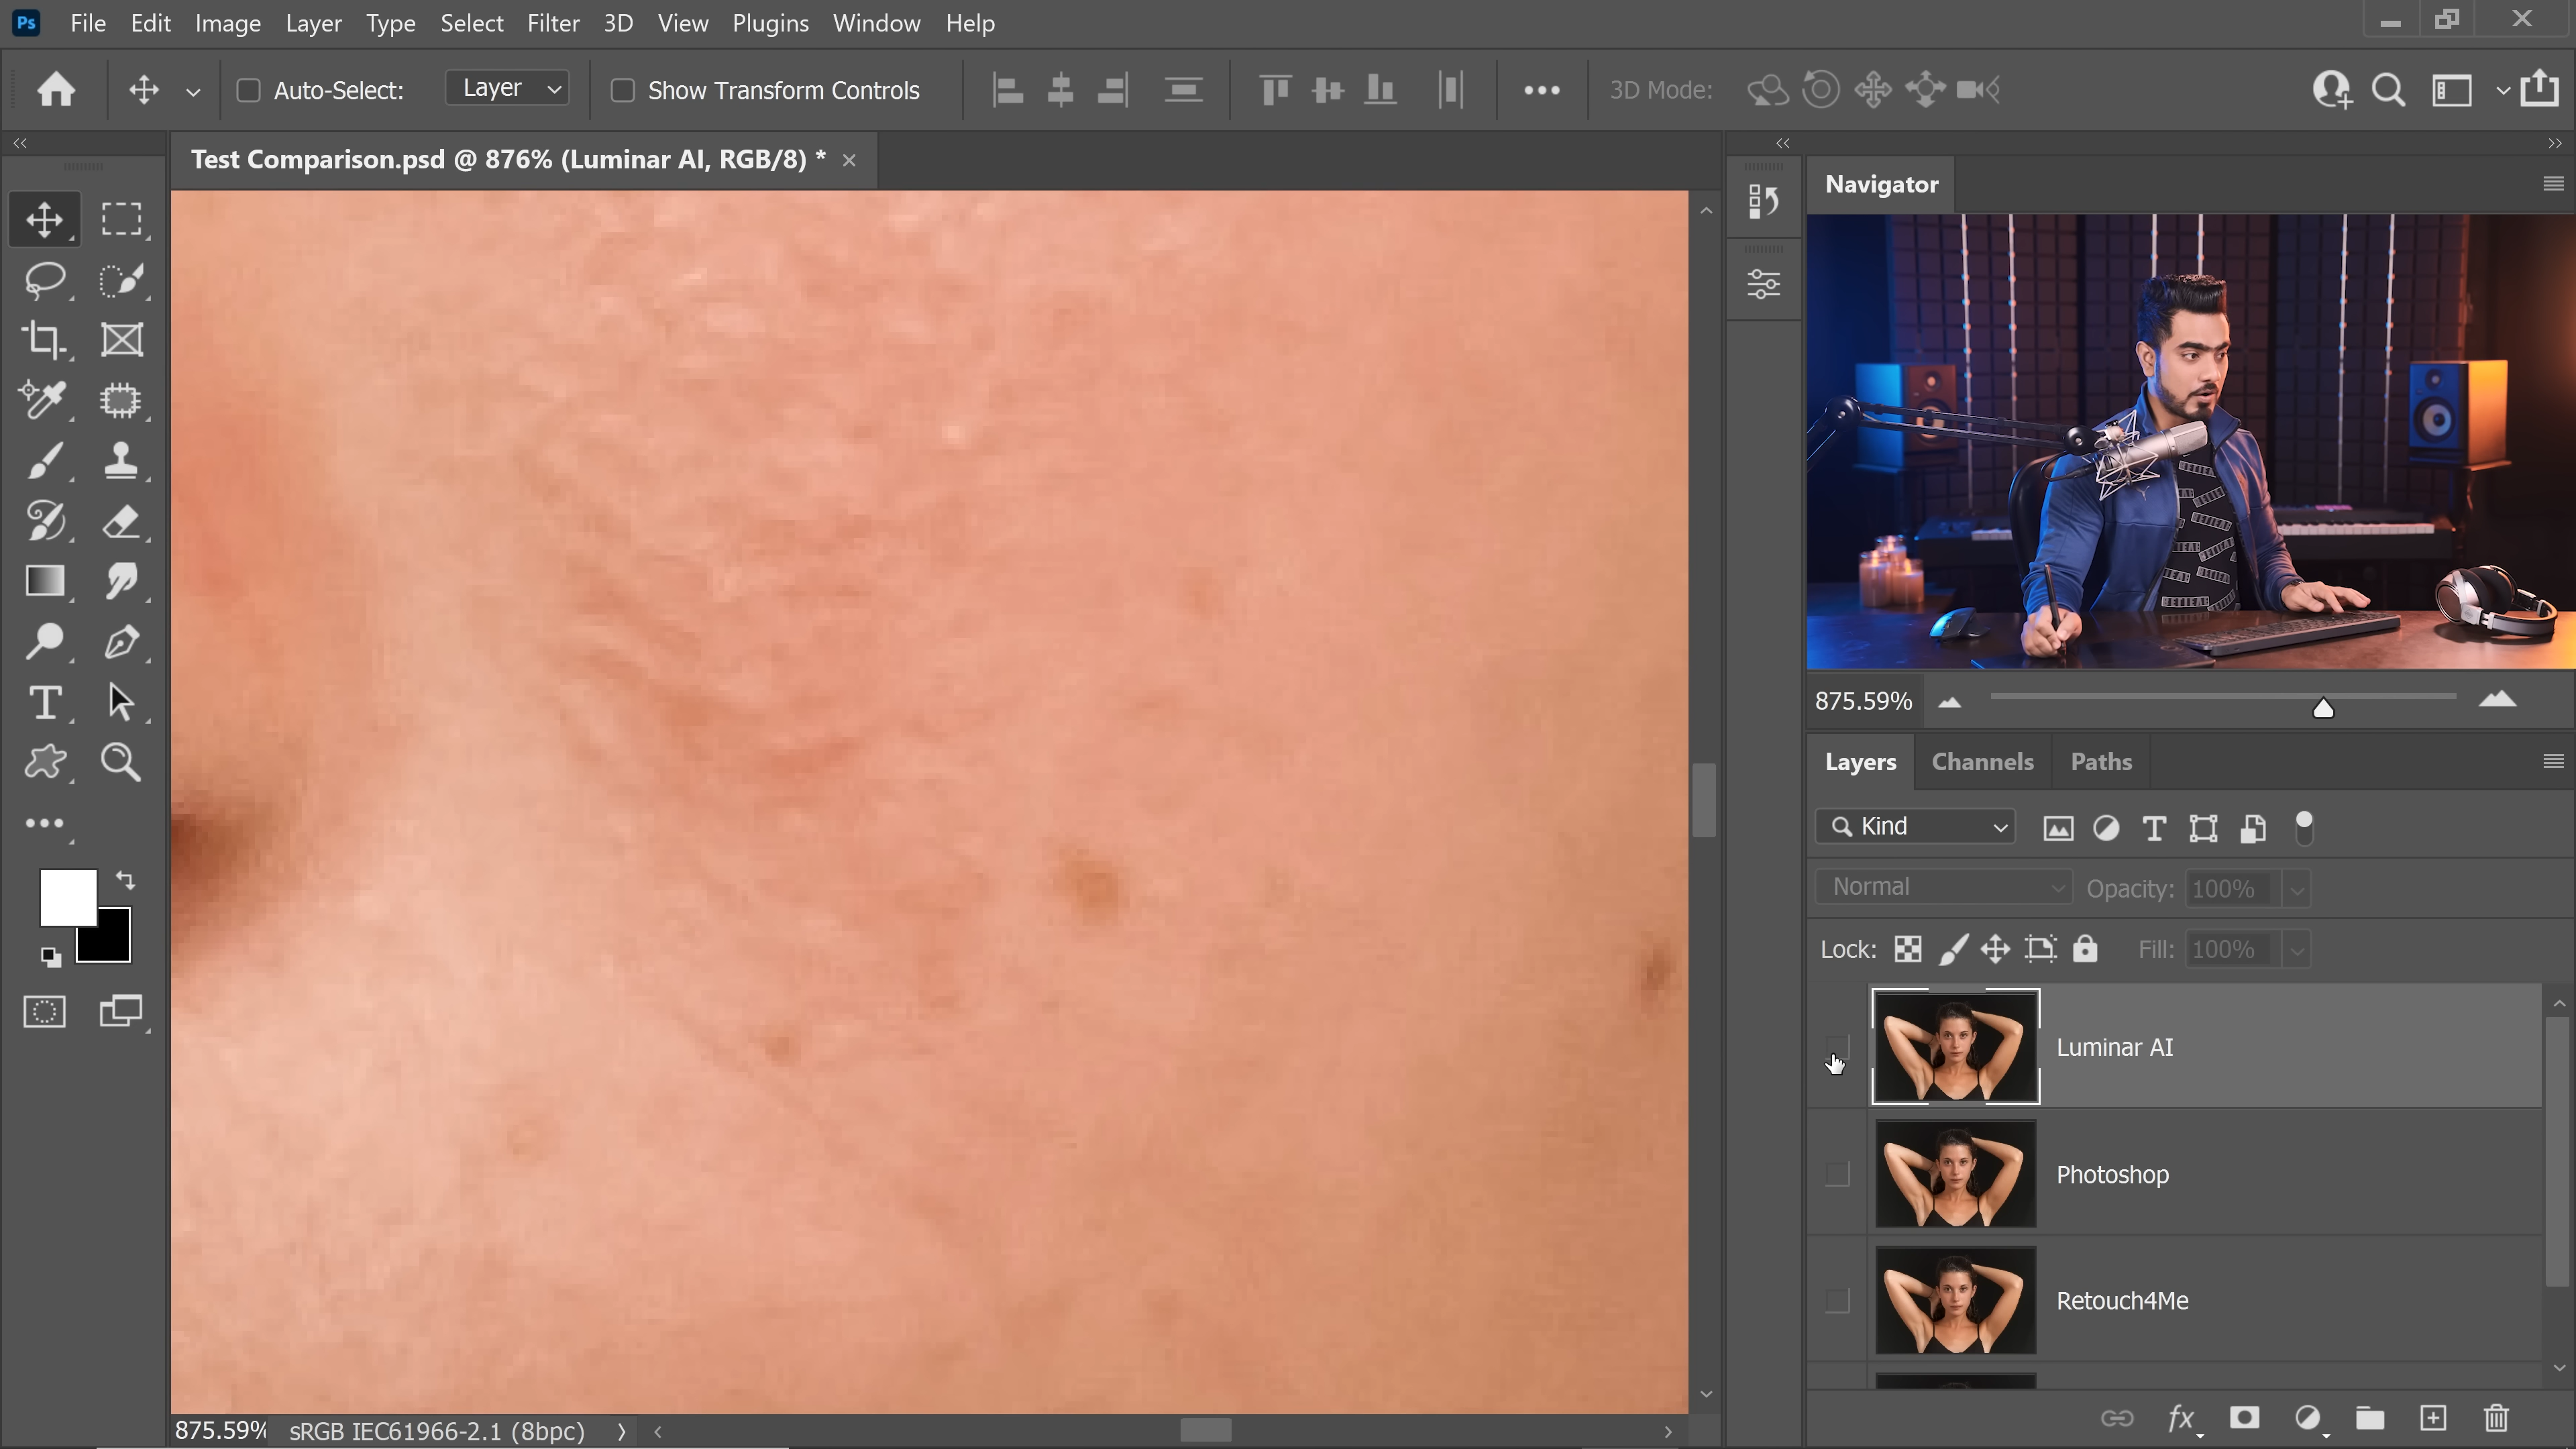 Ps File Edit Image Layer Type Select Filter 3D View Plugins Window Help
Auto-Select: Layer Show Transform Controls 3D Mode:
Test Comparison.psd @ 876% (Luminar AI, RGB/8) *
Navigator
875.59%
Layers Channels Paths
Kind
Normal Opacity: 100%
Lock: Fill: 100%
Luminar AI
Photoshop
Retouch4Me
fx
875.59% sRGB IEC61966-2.1 (8bpc)